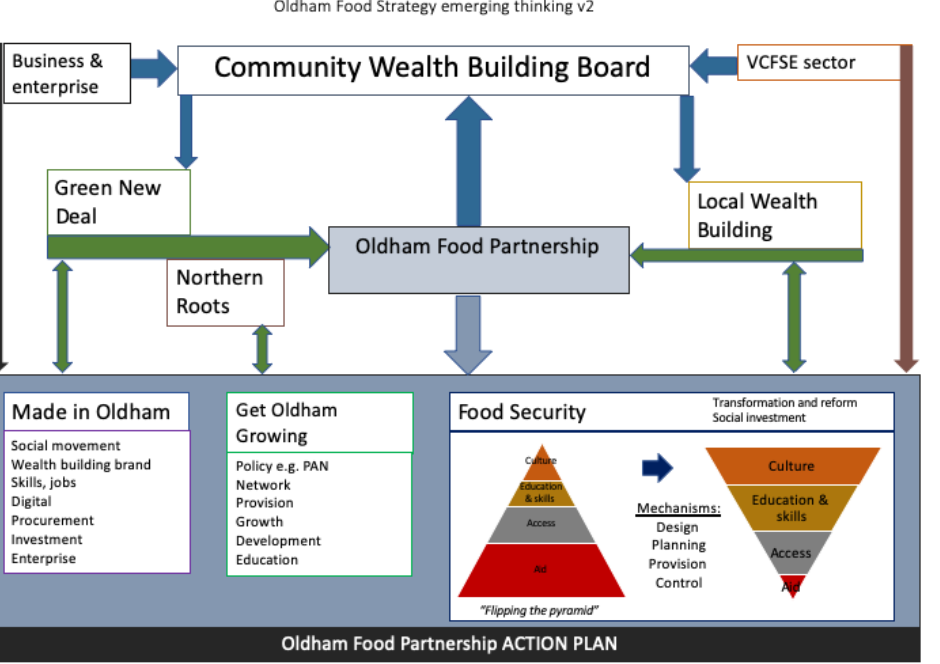 Oldham Food Strategy emerging thinking v2
Business &
enterprise
Community Wealth Building Board
VCFSE sector
Green New
Deal
Local Wealth
Building
Oldham Food Partnership
Northern
Roots
Made in Oldham
Social movement
Wealth building brand
Skills, jobs
Digital
Procurement
Investment
Enterprise
Get Oldham
Growing
Policy e.g. PAN
Network
Provision
Growth
Development
Education
Food Security
Transformation and reform
Social investment
Culture
Education
& skills
Access
Aid
"Flipping the pyramid"
Mechanisms:
Design
Planning
Provision
Control
Culture
Education &
skills
Access
Aid
Oldham Food Partnership ACTION PLAN